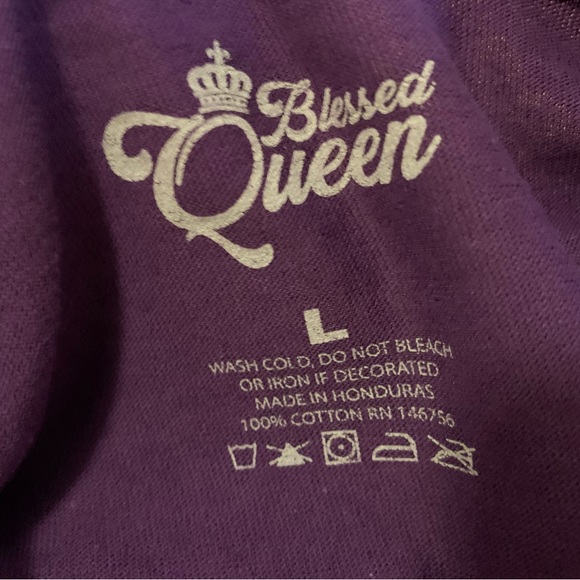 Blessed
Queen
L
WASH COLD, DO NOT BLEACH
OR IRON IF DECORATED
MADE IN HONDURAS
100% COTTON RN 146756